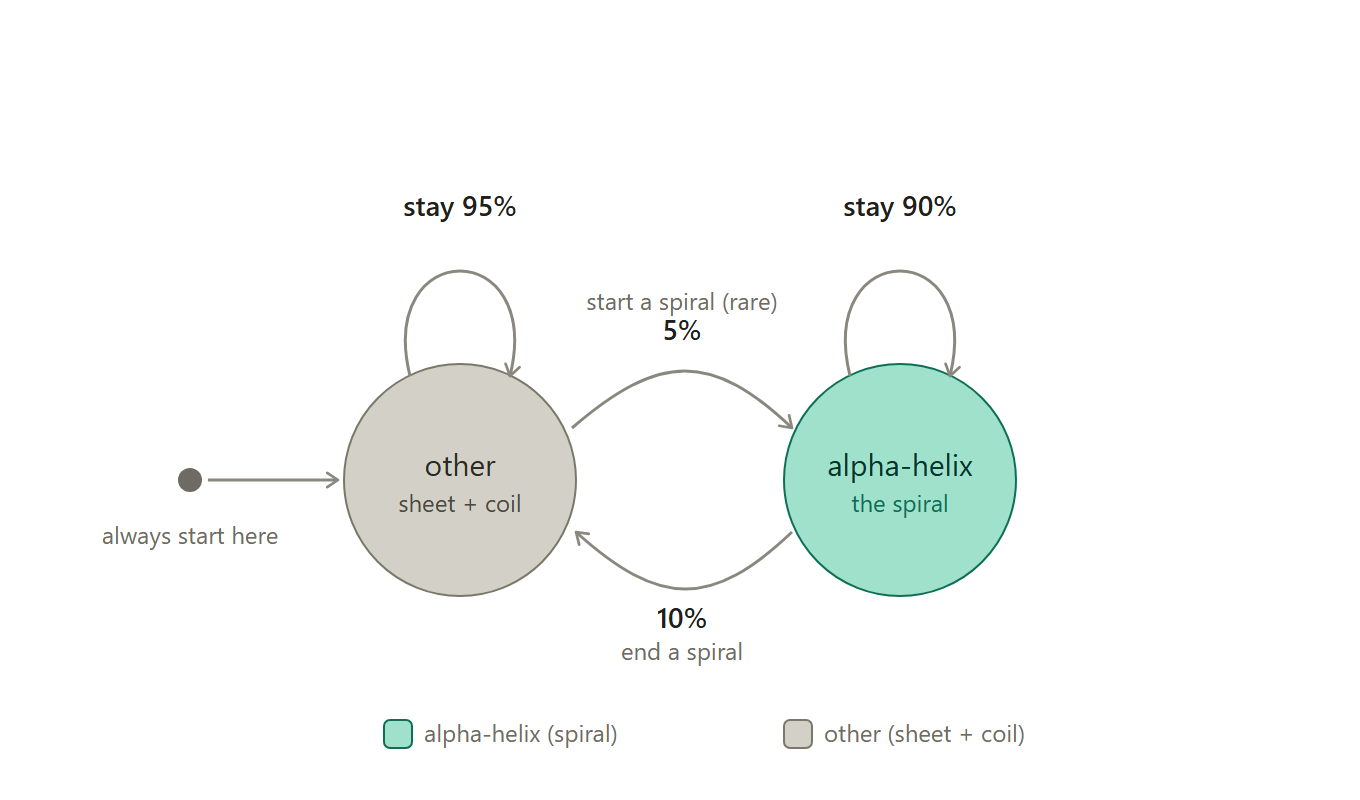 stay 95%
stay 90%
start a spiral (rare)
5%
other
sheet + coil
alpha-helix
the spiral
always start here
10%
end a spiral
alpha-helix (spiral)
other (sheet + coil)